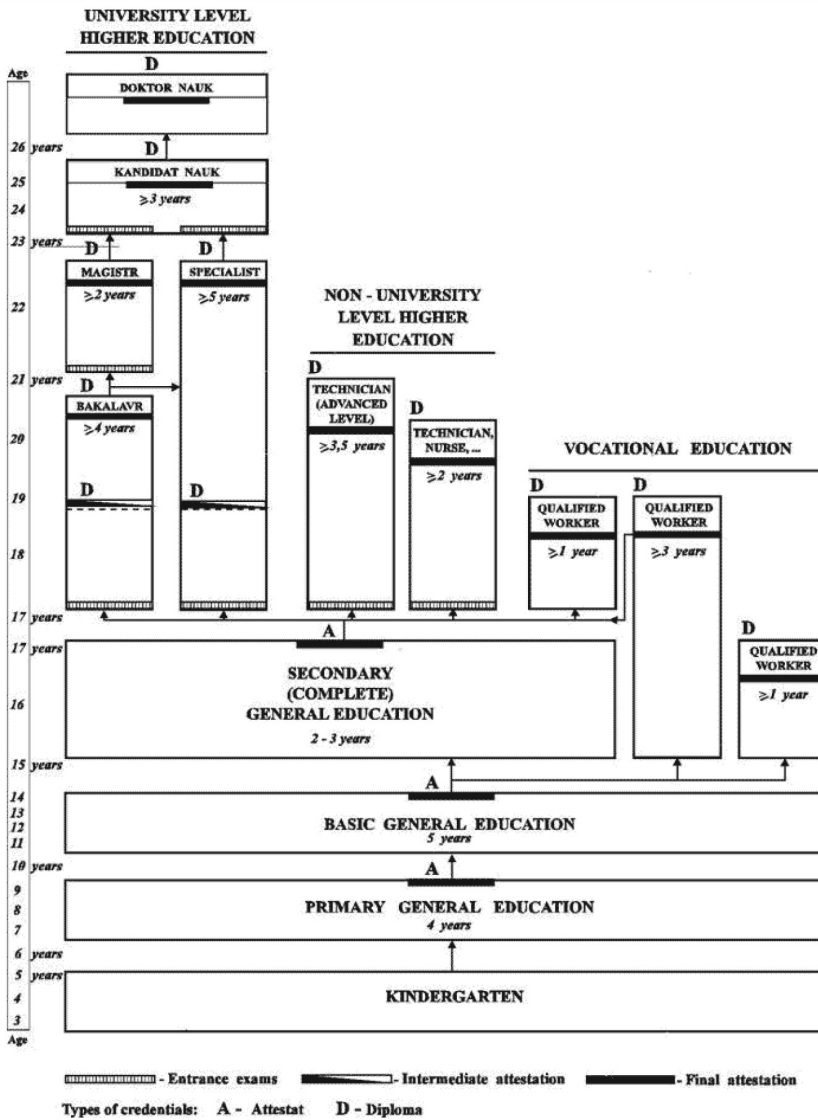 UNIVERSITY LEVEL
HIGHER EDUCATION
Age
D
DOKTOR NAUK
26 years
D
25
KANDIDAT NAUK
24
⩾3 years
23
years
D
D
MAGISTR
SPECIALIST
⩾2 years
⩾5 years
22
NON - UNIVERSITY
LEVEL HIGHER
EDUCATION
21
years
D
D
BAKALAVR
TECHNICIAN
(ADVANCED
LEVEL)
D
⩾4 years
20
⩾3,5 years
TECHNICIAN,
NURSE, ...
VOCATIONAL EDUCATION
⩾2 years
19
D
D
D
D
QUALIFIED
WORKER
QUALIFIED
WORKER
18
⩾1 year
⩾3 years
17 years
A
D
17 years
SECONDARY
(COMPLETE)
GENERAL EDUCATION
QUALIFIED
WORKER
16
⩾1 year
2 - 3 years
15
years
A
14
13
12
BASIC GENERAL EDUCATION
11
5 years
10 years
A
9
8
PRIMARY GENERAL EDUCATION
7
4 years
6 years
5 years
4
KINDERGARTEN
3
Age
- Entrance exams
- Intermediate attestation
- Final attestation
Types of credentials: A - Attestat D - Diploma